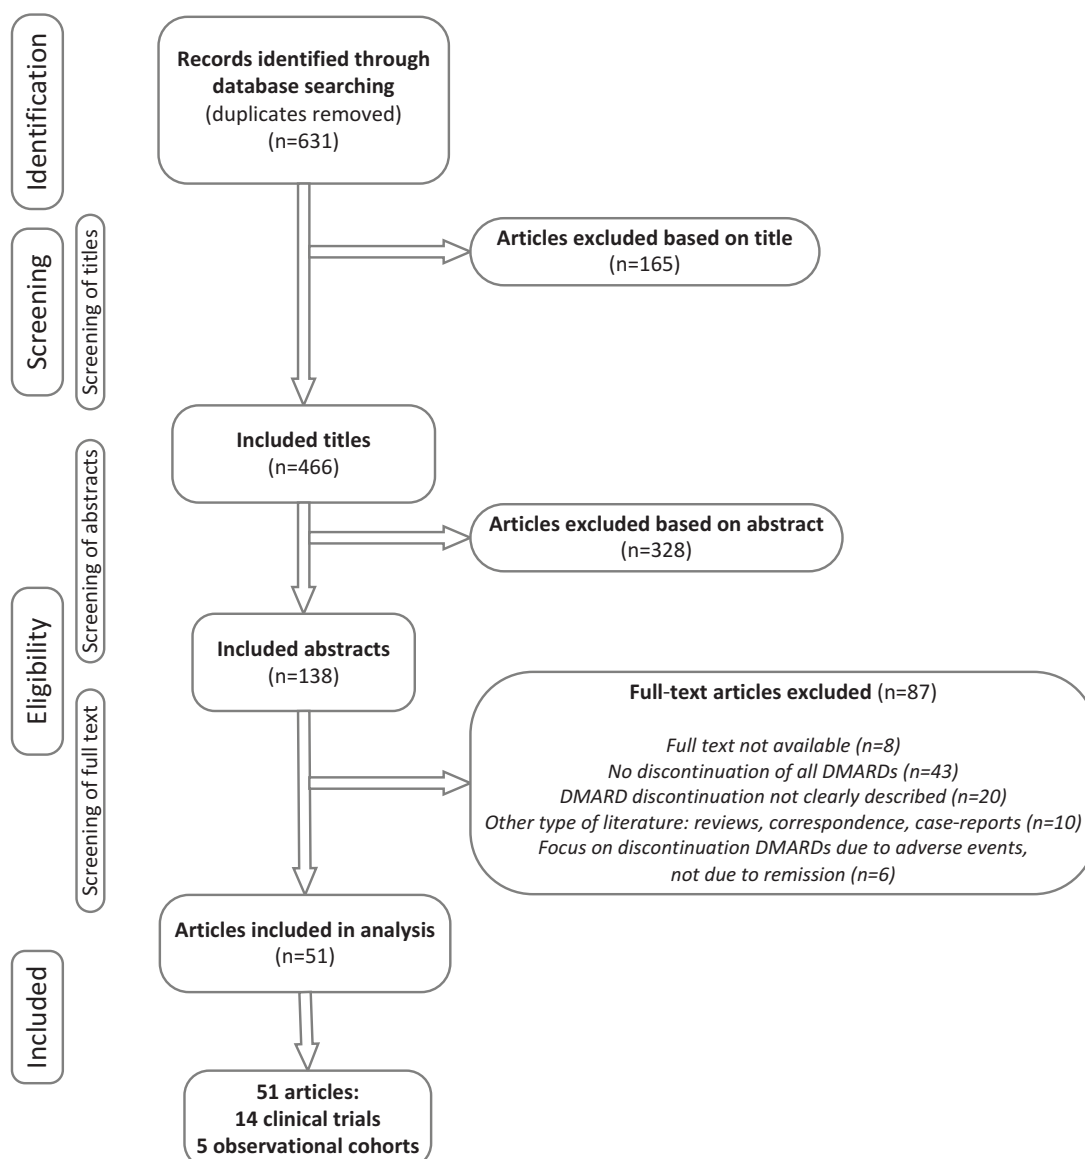 Identification
Records identified through
database searching
(duplicates removed)
(n=631)
Screening
Screening of titles
Articles excluded based on title
(n=165)
Included titles
(n=466)
Screening of abstracts
Articles excluded based on abstract
(n=328)
Eligibility
Included abstracts
(n=138)
Screening of full text
Full-text articles excluded (n=87)
Full text not available (n=8)
No discontinuation of all DMARDs (n=43)
DMARD discontinuation not clearly described (n=20)
Other type of literature: reviews, correspondence, case-reports (n=10)
Focus on discontinuation DMARDs due to adverse events,
not due to remission (n=6)
Articles included in analysis
(n=51)
Included
51 articles:
14 clinical trials
5 observational cohorts